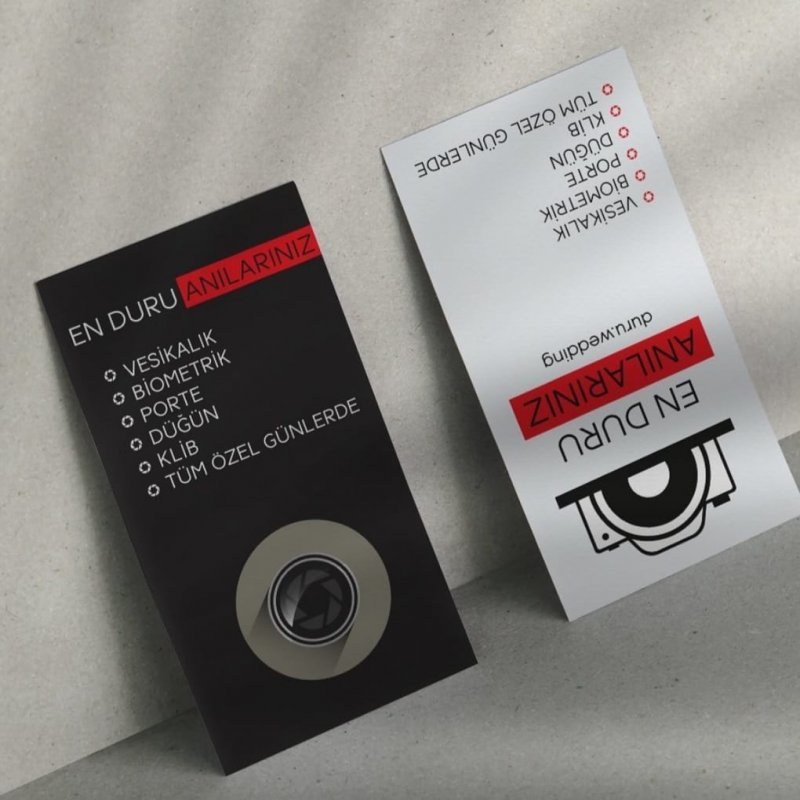 EN DURU ANILARINIZ
VESİKALIK
BİOMETRİK
PORTE
DÜĞÜN
KLİB
TÜM ÖZEL GÜNLERDE
EN DURU
ANILARINIZ
duru.wedding
VESİKALIK
BİOMETRİK
PORTE
DÜĞÜN
KLİB
TÜM ÖZEL GÜNLERDE